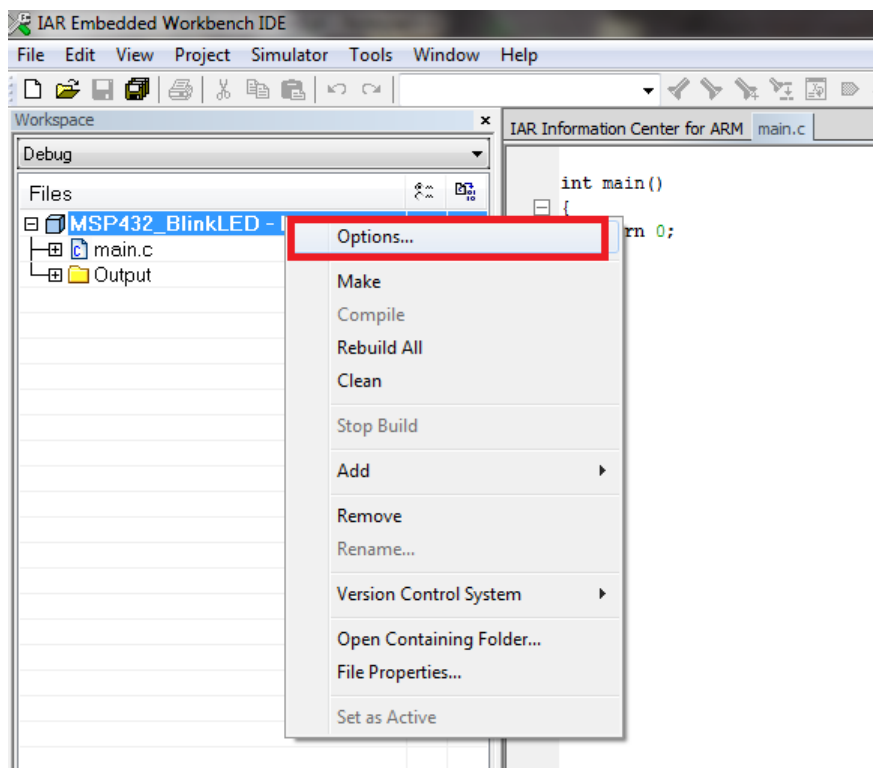 IAR Embedded Workbench IDE
File Edit View Project Simulator Tools Window Help
Workspace
IAR Information Center for ARM main.c
Debug
Files
int main()
{
rn 0;
MSP432_BlinkLED -
main.c
Output
Options...
Make
Compile
Rebuild All
Clean
Stop Build
Add
Remove
Rename...
Version Control System
Open Containing Folder...
File Properties...
Set as Active